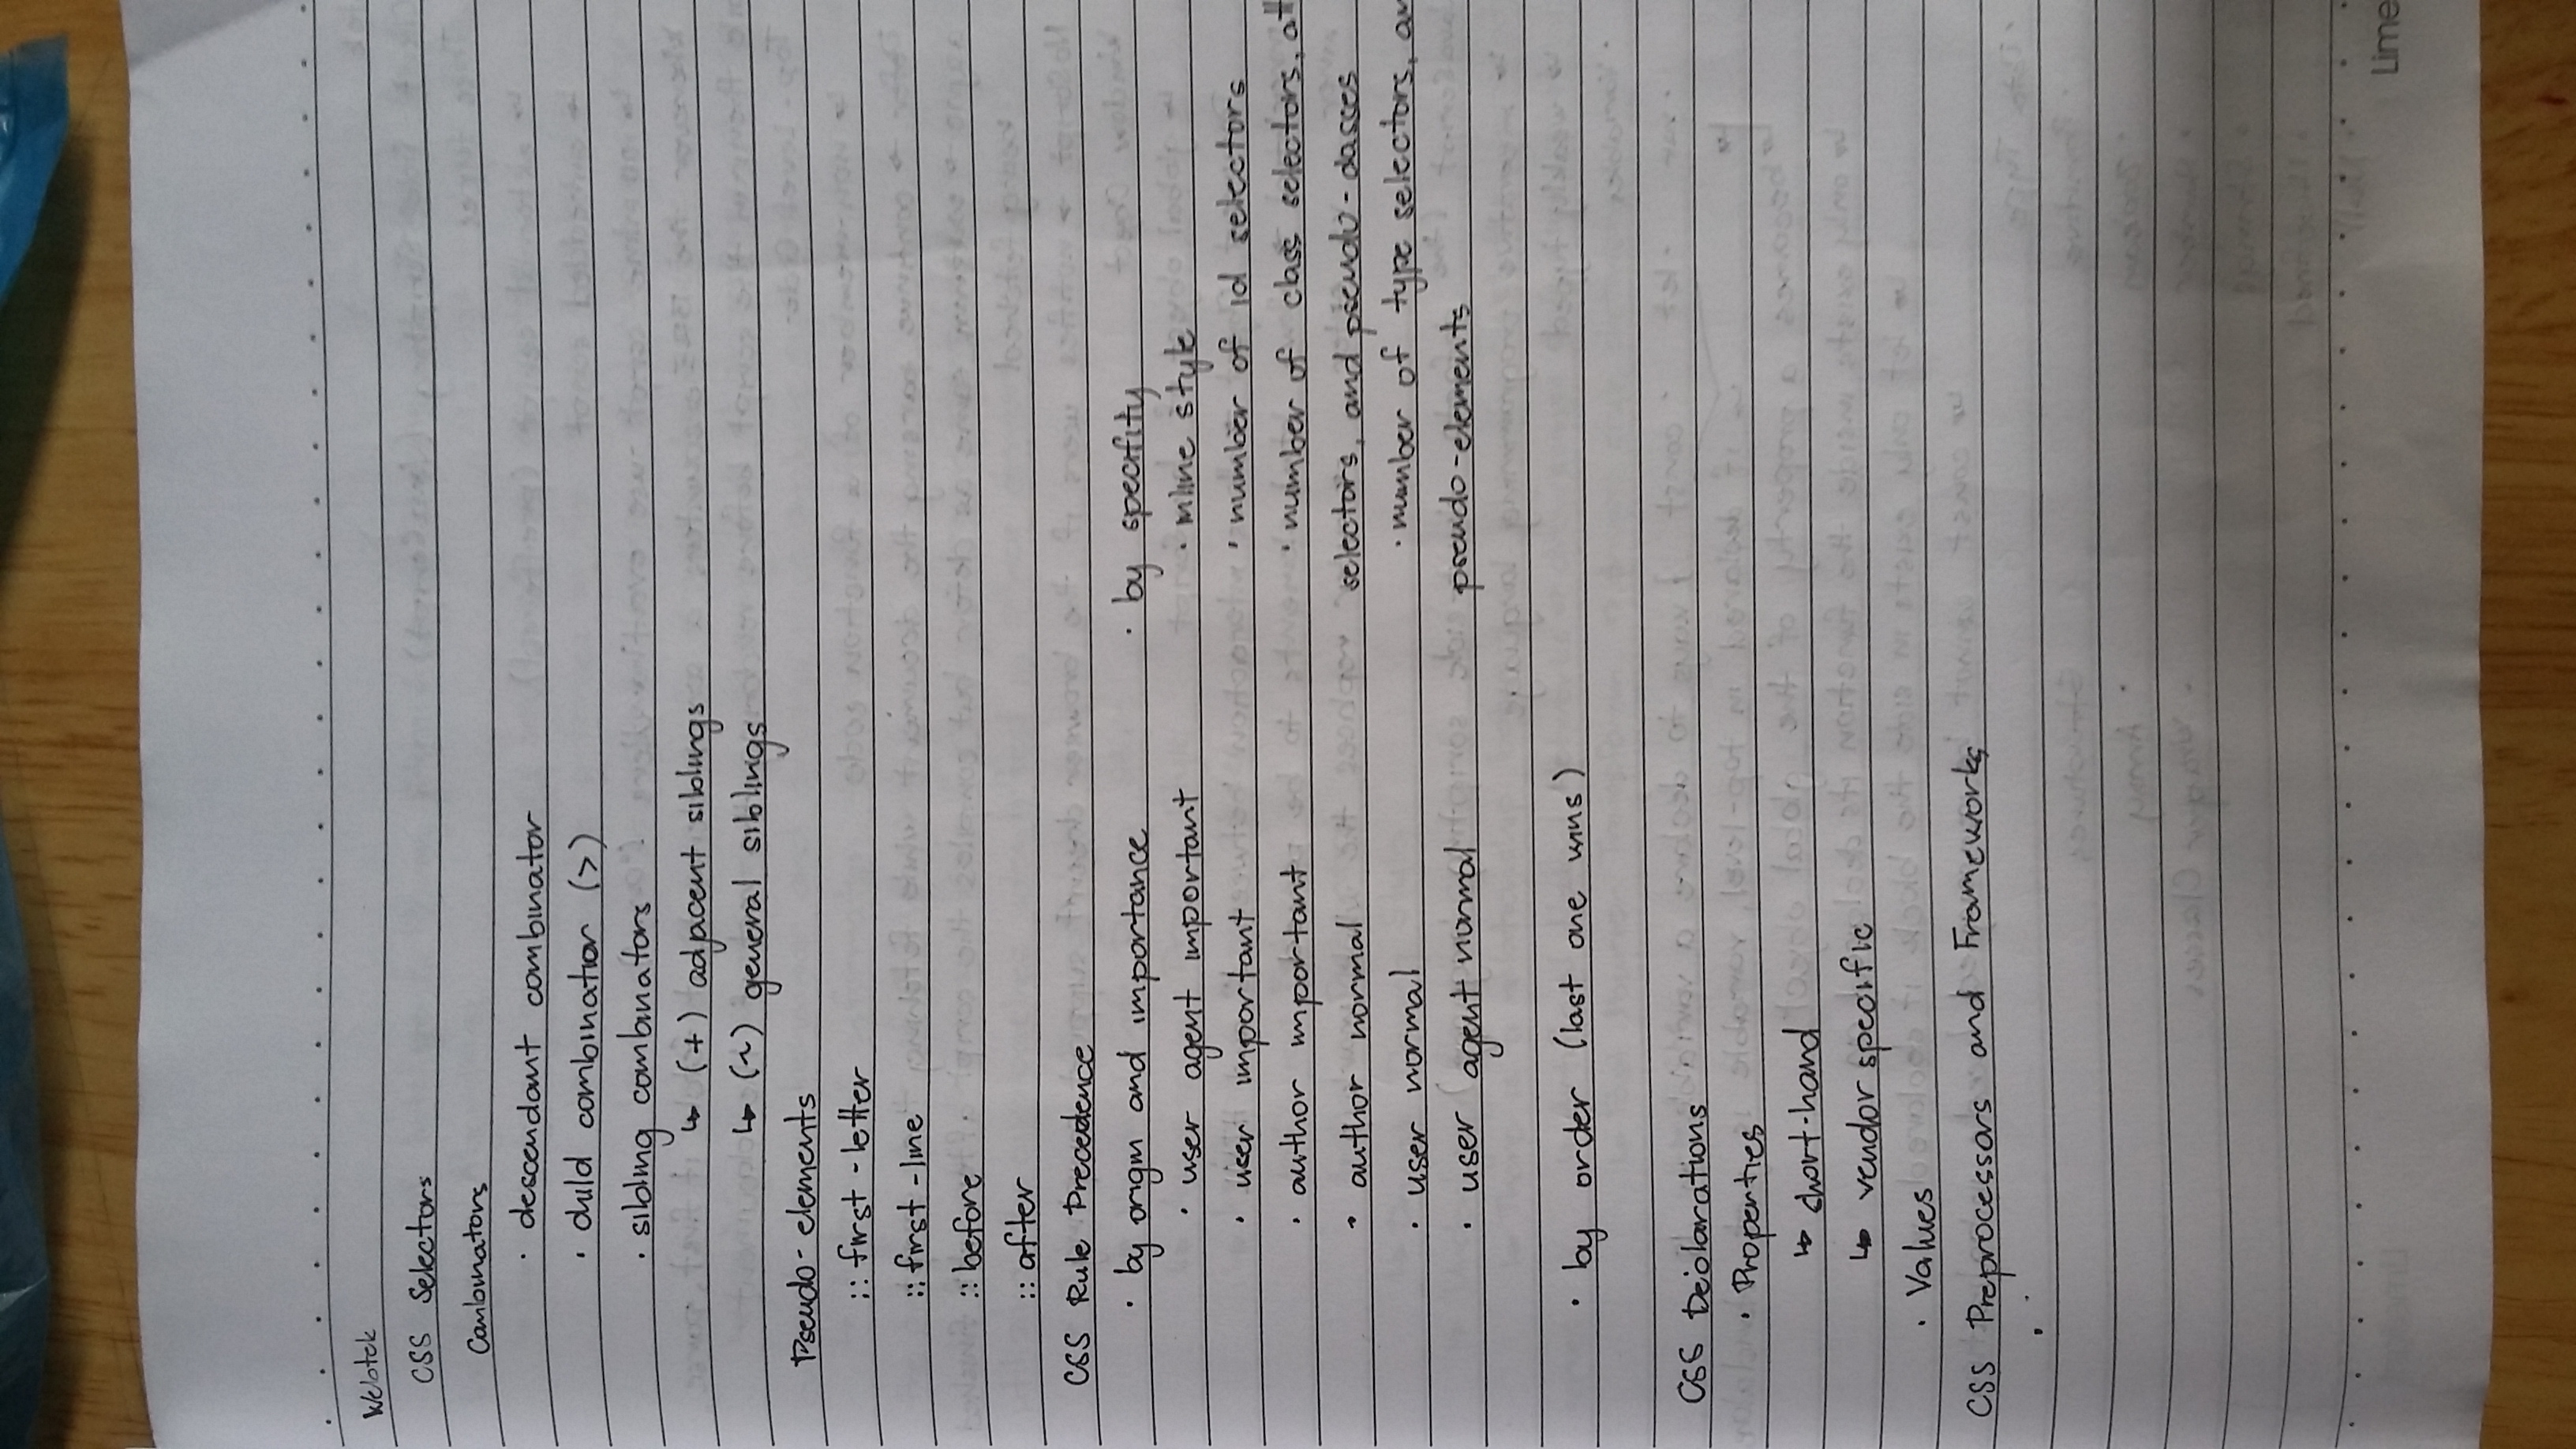 Webtek
CSS Selectors
Combinators
· descendant combinator
· child combinator (>)
· sibling combinators
↳ (+) adjacent siblings
↳ (~) general siblings
Pseudo-elements
:: first-letter
:: first-line
:: before
:: after
CSS Rule Precedence
· by origin and importance
· user agent important
· user important
· author important
· author normal
· user normal
· user agent normal
· by specifity
· inline style
· number of id selectors
· number of class selectors, att
selectors, and pseudo-classes
· number of type selectors, an
pseudo-elements
· by order (last one wins)
CSS Declarations
· Properties
↳ short-hand
↳ vendor specific
· Values
CSS Preprocessors and Frameworks
·
Lime